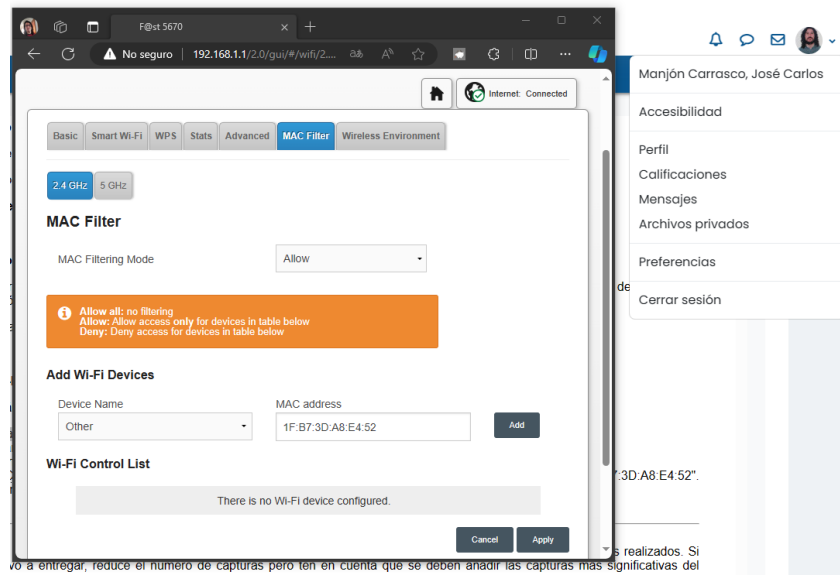 F@st 5670
No seguro
192.168.1.1/2.0/gui/#/wifi/2....
Internet: Connected
Manjón Carrasco, José Carlos
Accesibilidad
Perfil
Calificaciones
Mensajes
Archivos privados
Preferencias
Cerrar sesión
Basic Smart Wi-Fi WPS Stats Advanced MAC Filter Wireless Environment
2.4 GHz 5 GHz
MAC Filter
MAC Filtering Mode Allow
Allow all: no filtering
Allow: Allow access only for devices in table below
Deny: Deny access for devices in table below
de
Add Wi-Fi Devices
Device Name MAC address
Other 1F:B7:3D:A8:E4:52 Add
Wi-Fi Control List
:3D:A8:E4:52".
There is no Wi-Fi device configured.
Cancel Apply
s realizados. Si
vo a entregar, reduce el número de capturas pero ten en cuenta que se deben añadir las capturas más significativas del